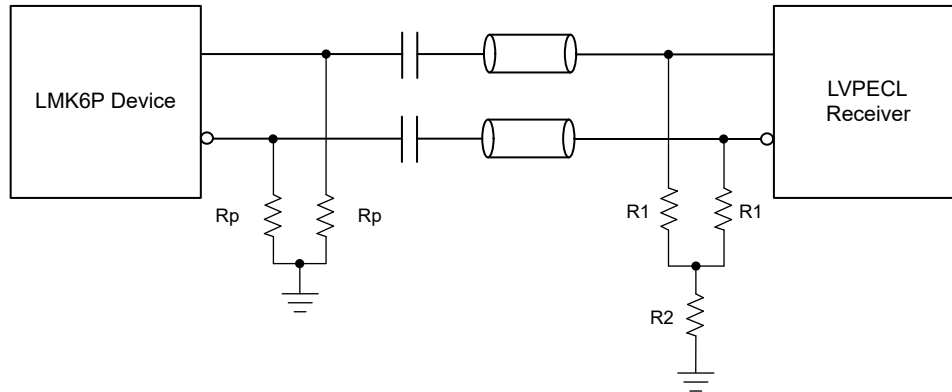 LMK6P Device
LVPECL
Receiver
Rp
Rp
R1
R1
R2